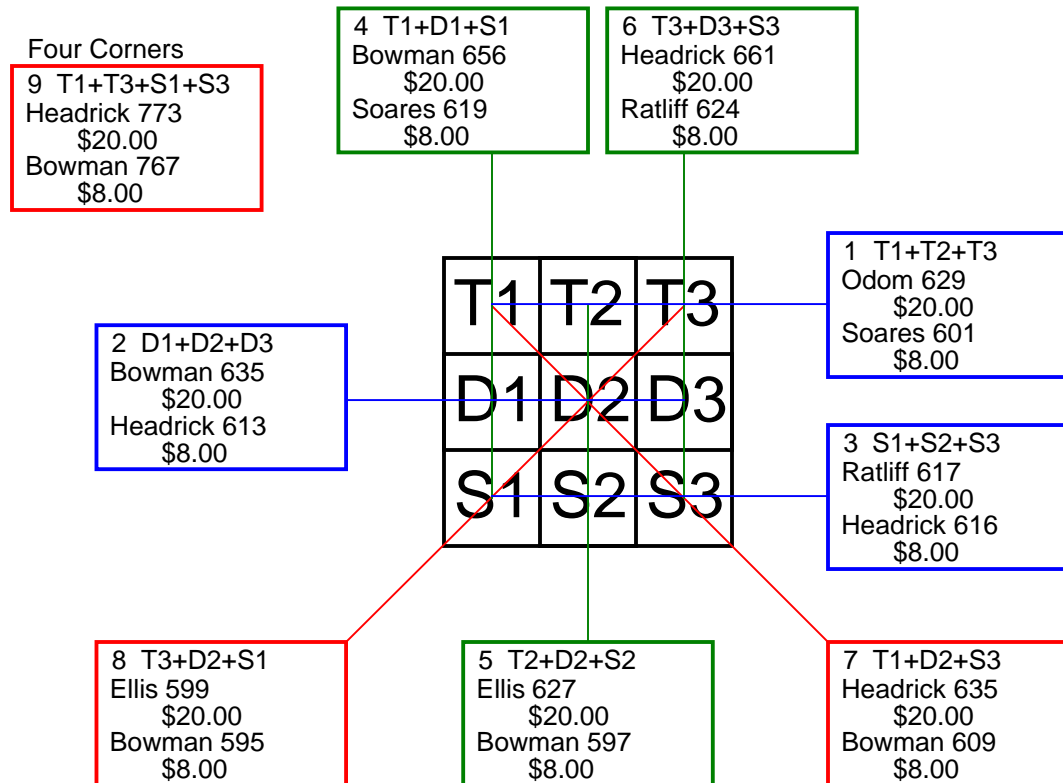 4  T1+D1+S1
Bowman 656
$20.00
Soares 619
$8.00
6  T3+D3+S3
Headrick 661
$20.00
Ratliff 624
$8.00
Four Corners
9  T1+T3+S1+S3
Headrick 773
$20.00
Bowman 767
$8.00
1  T1+T2+T3
Odom 629
$20.00
Soares 601
$8.00
T1 T2 T3
2  D1+D2+D3
Bowman 635
$20.00
Headrick 613
$8.00
D1 D2 D3
3  S1+S2+S3
Ratliff 617
$20.00
Headrick 616
$8.00
S1 S2 S3
8  T3+D2+S1
Ellis 599
$20.00
Bowman 595
$8.00
5  T2+D2+S2
Ellis 627
$20.00
Bowman 597
$8.00
7  T1+D2+S3
Headrick 635
$20.00
Bowman 609
$8.00